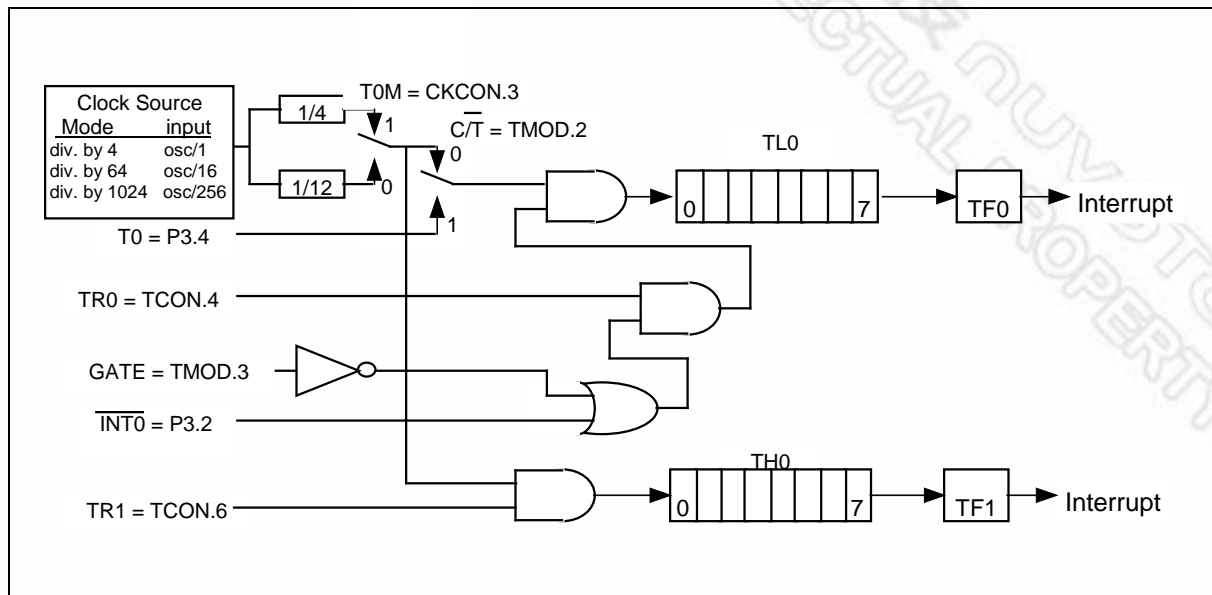 Clock Source
Mode input
div. by 4 osc/1
div. by 64 osc/16
div. by 1024 osc/256
1/4
1/12
T0M = CKCON.3
1
0
C/T = TMOD.2
0
1
T0 = P3.4
TR0 = TCON.4
GATE = TMOD.3
INT0 = P3.2
TR1 = TCON.6
TL0
0 7
TF0
Interrupt
TH0
0 7
TF1
Interrupt